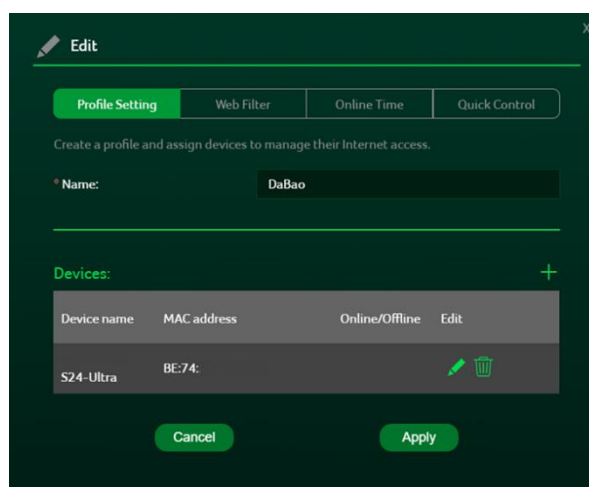 X
Edit
Profile Setting Web Filter Online Time Quick Control
Create a profile and assign devices to manage their Internet access.
* Name: DaBao
Devices: +
Device name MAC address Online/Offline Edit
S24-Ultra BE:74:
Cancel Apply